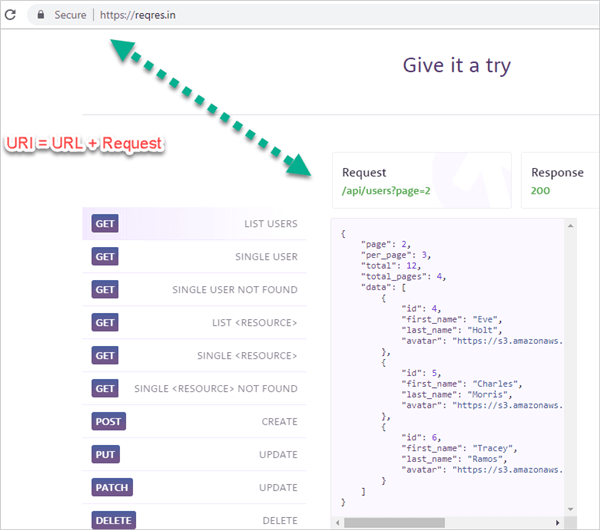 Secure | https://reqres.in
Give it a try
URI = URL + Request
Request
/api/users?page=2
Response
200
GET LIST USERS
GET SINGLE USER
GET SINGLE USER NOT FOUND
GET LIST <RESOURCE>
GET SINGLE <RESOURCE>
GET SINGLE <RESOURCE> NOT FOUND
POST CREATE
PUT UPDATE
PATCH UPDATE
DELETE DELETE
{
"page": 2,
"per_page": 3,
"total": 12,
"total_pages": 4,
"data": [
{
"id": 4,
"first_name": "Eve",
"last_name": "Holt",
"avatar": "https://s3.amazonaws.
},
{
"id": 5,
"first_name": "Charles",
"last_name": "Morris",
"avatar": "https://s3.amazonaws.
},
{
"id": 6,
"first_name": "Tracey",
"last_name": "Ramos",
"avatar": "https://s3.amazonaws.
}
]
}